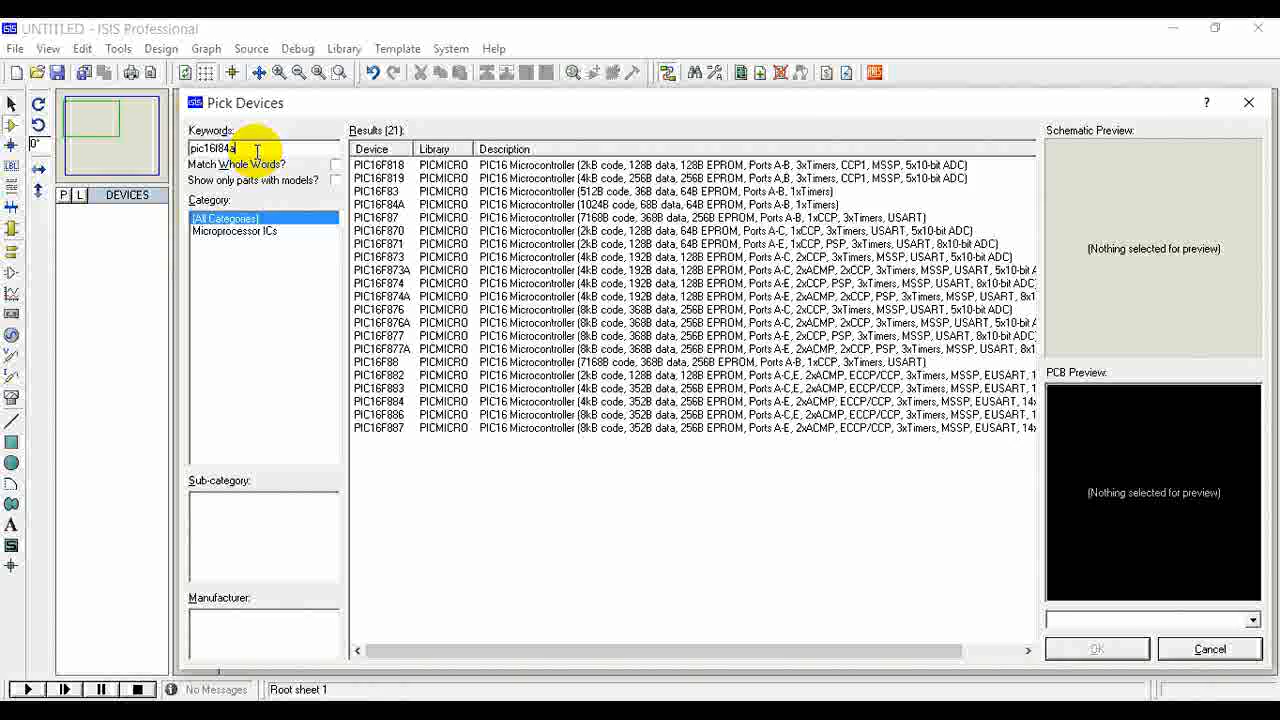 UNTITLED - ISIS Professional
File View Edit Tools Design Graph Source Debug Library Template System Help
Pick Devices
Keywords:
pic16f84a
Match Whole Words?
Show only parts with models?
Category:
(All Categories)
Microprocessor ICs
Sub-category:
Manufacturer:
Results (21):
Device Library Description
PIC16F818 PICMICRO PIC16 Microcontroller (2kB code, 128B data, 128B EPROM, Ports A,B, 3xTimers, CCP1, MSSP, 5x10-bit ADC)
PIC16F819 PICMICRO PIC16 Microcontroller (4kB code, 256B data, 256B EPROM, Ports A,B, 3xTimers, CCP1, MSSP, 5x10-bit ADC)
PIC16F83 PICMICRO PIC16 Microcontroller (512B code, 36B data, 64B EPROM, Ports A,B, 1xTimers)
PIC16F84A PICMICRO PIC16 Microcontroller (1024B code, 68B data, 64B EPROM, Ports A-B, 1xTimers)
PIC16F87 PICMICRO PIC16 Microcontroller (7168B code, 368B data, 256B EPROM, Ports A-B, 1xCCP, 3xTimers, USART)
PIC16F870 PICMICRO PIC16 Microcontroller (2kB code, 128B data, 64B EPROM, Ports A-C, 1xCCP, 3xTimers, USART, 5x10-bit ADC)
PIC16F871 PICMICRO PIC16 Microcontroller (2kB code, 128B data, 64B EPROM, Ports A-E, 1xCCP, PSP, 3xTimers, USART, 8x10-bit ADC)
PIC16F873 PICMICRO PIC16 Microcontroller (4kB code, 192B data, 128B EPROM, Ports A-C, 2xCCP, 3xTimers, MSSP, USART, 5x10-bit ADC)
PIC16F873A PICMICRO PIC16 Microcontroller (4kB code, 192B data, 128B EPROM, Ports A-C, 2xACMP, 2xCCP, 3xTimers, MSSP, USART, 5x10-bit A
PIC16F874 PICMICRO PIC16 Microcontroller (4kB code, 192B data, 128B EPROM, Ports A-E, 2xCCP, PSP, 3xTimers, MSSP, USART, 8x10-bit ADC)
PIC16F874A PICMICRO PIC16 Microcontroller (4kB code, 192B data, 128B EPROM, Ports A-E, 2xACMP, 2xCCP, PSP, 3xTimers, MSSP, USART, 8x1
PIC16F876 PICMICRO PIC16 Microcontroller (8kB code, 368B data, 256B EPROM, Ports A-C, 2xCCP, 3xTimers, MSSP, USART, 5x10-bit ADC)
PIC16F876A PICMICRO PIC16 Microcontroller (8kB code, 368B data, 256B EPROM, Ports A-C, 2xACMP, 2xCCP, 3xTimers, MSSP, USART, 5x10-bit A
PIC16F877 PICMICRO PIC16 Microcontroller (8kB code, 368B data, 256B EPROM, Ports A-E, 2xCCP, PSP, 3xTimers, MSSP, USART, 8x10-bit ADC)
PIC16F877A PICMICRO PIC16 Microcontroller (8kB code, 368B data, 256B EPROM, Ports A-E, 2xACMP, 2xCCP, PSP, 3xTimers, MSSP, USART, 8x1
PIC16F88 PICMICRO PIC16 Microcontroller (7168B code, 368B data, 256B EPROM, Ports A-B, 1xCCP, 3xTimers, USART)
PIC16F882 PICMICRO PIC16 Microcontroller (2kB code, 128B data, 128B EPROM, Ports A-C,E, 2xACMP, ECCP/CCP, 3xTimers, MSSP, EUSART, 1
PIC16F883 PICMICRO PIC16 Microcontroller (4kB code, 352B data, 256B EPROM, Ports A-C,E, 2xACMP, ECCP/CCP, 3xTimers, MSSP, EUSART, 1
PIC16F884 PICMICRO PIC16 Microcontroller (4kB code, 352B data, 256B EPROM, Ports A-E, 2xACMP, ECCP/CCP, 3xTimers, MSSP, EUSART, 14x
PIC16F886 PICMICRO PIC16 Microcontroller (8kB code, 352B data, 256B EPROM, Ports A-C,E, 2xACMP, ECCP/CCP, 3xTimers, MSSP, EUSART, 1
PIC16F887 PICMICRO PIC16 Microcontroller (8kB code, 352B data, 256B EPROM, Ports A-E, 2xACMP, ECCP/CCP, 3xTimers, MSSP, EUSART, 14x
Schematic Preview:
(Nothing selected for preview)
PCB Preview:
(Nothing selected for preview)
OK Cancel
P L DEVICES
0°
No Messages Root sheet 1